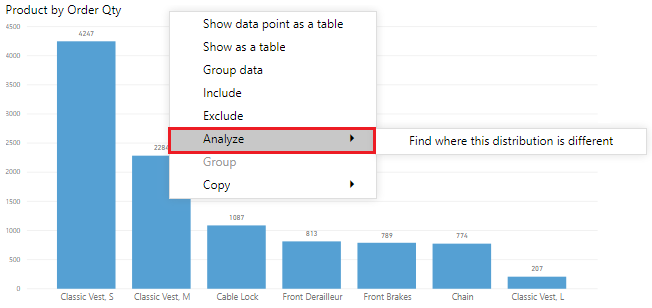 Product by Order Qty
Show data point as a table
Show as a table
Group data
Include
Exclude
Analyze
Find where this distribution is different
Group
Copy
4500
4000
3500
3000
2500
2000
1500
1000
500
0
4247
2284
1087
813
789
774
207
Classic Vest, S
Classic Vest, M
Cable Lock
Front Derailleur
Front Brakes
Chain
Classic Vest, L